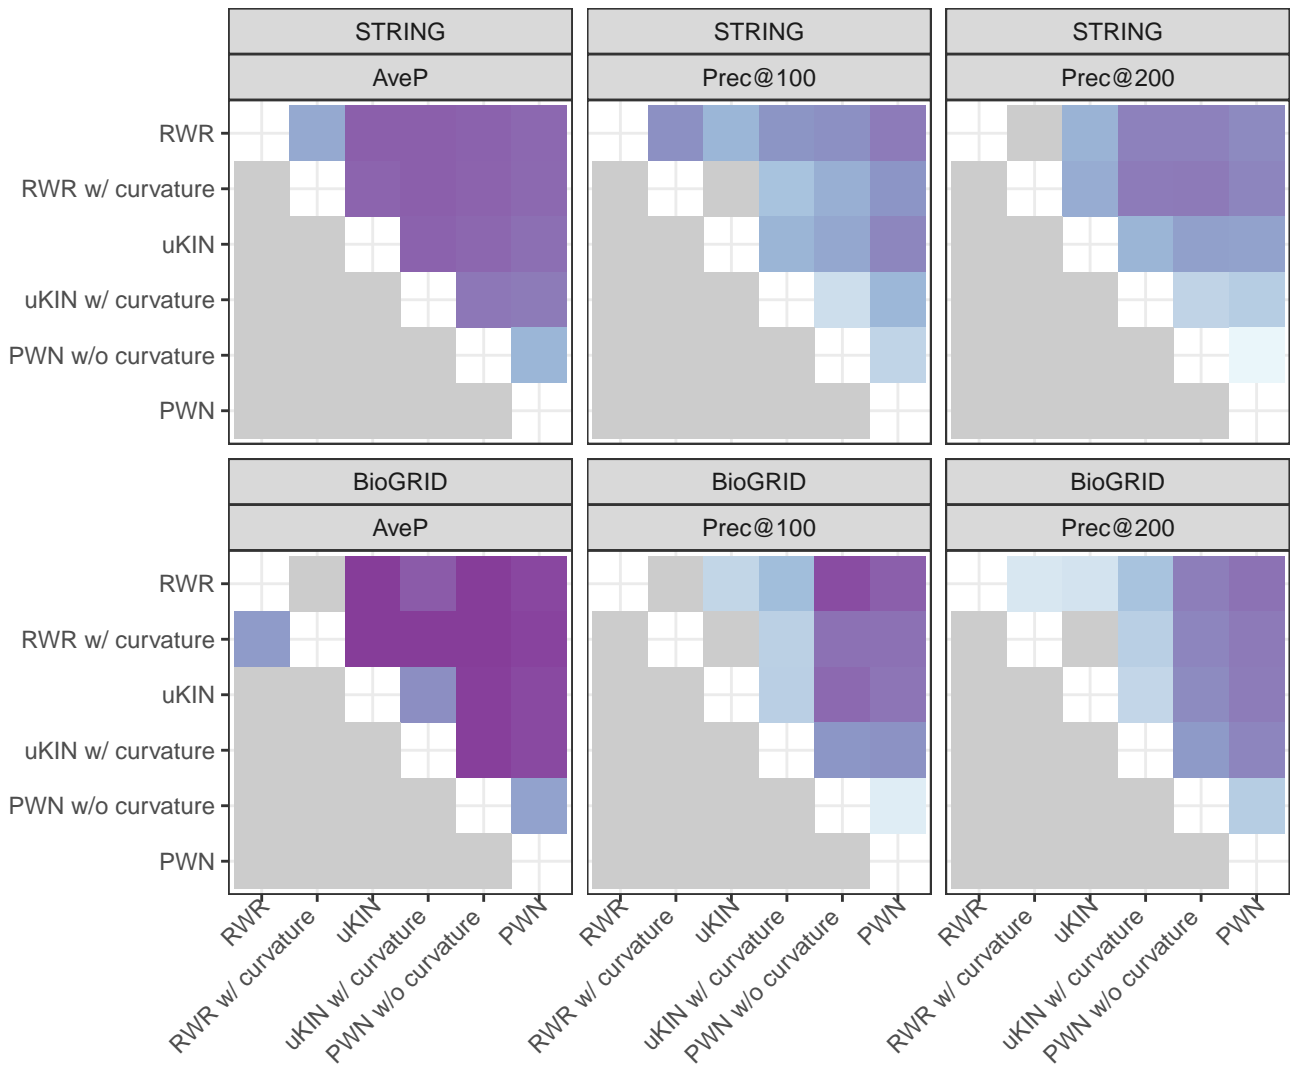 STRING
STRING
STRING
AveP
Prec@100
Prec@200
RWR
RWR w/ curvature
uKIN
uKIN w/ curvature
PWN w/o curvature
PWN
BioGRID
BioGRID
BioGRID
AveP
Prec@100
Prec@200
RWR
RWR w/ curvature
uKIN
uKIN w/ curvature
PWN w/o curvature
PWN
RWR
RWR w/ curvature
uKIN
uKIN w/ curvature
PWN w/o curvature
PWN
RWR
RWR w/ curvature
uKIN
uKIN w/ curvature
PWN w/o curvature
PWN
RWR
RWR w/ curvature
uKIN
uKIN w/ curvature
PWN w/o curvature
PWN